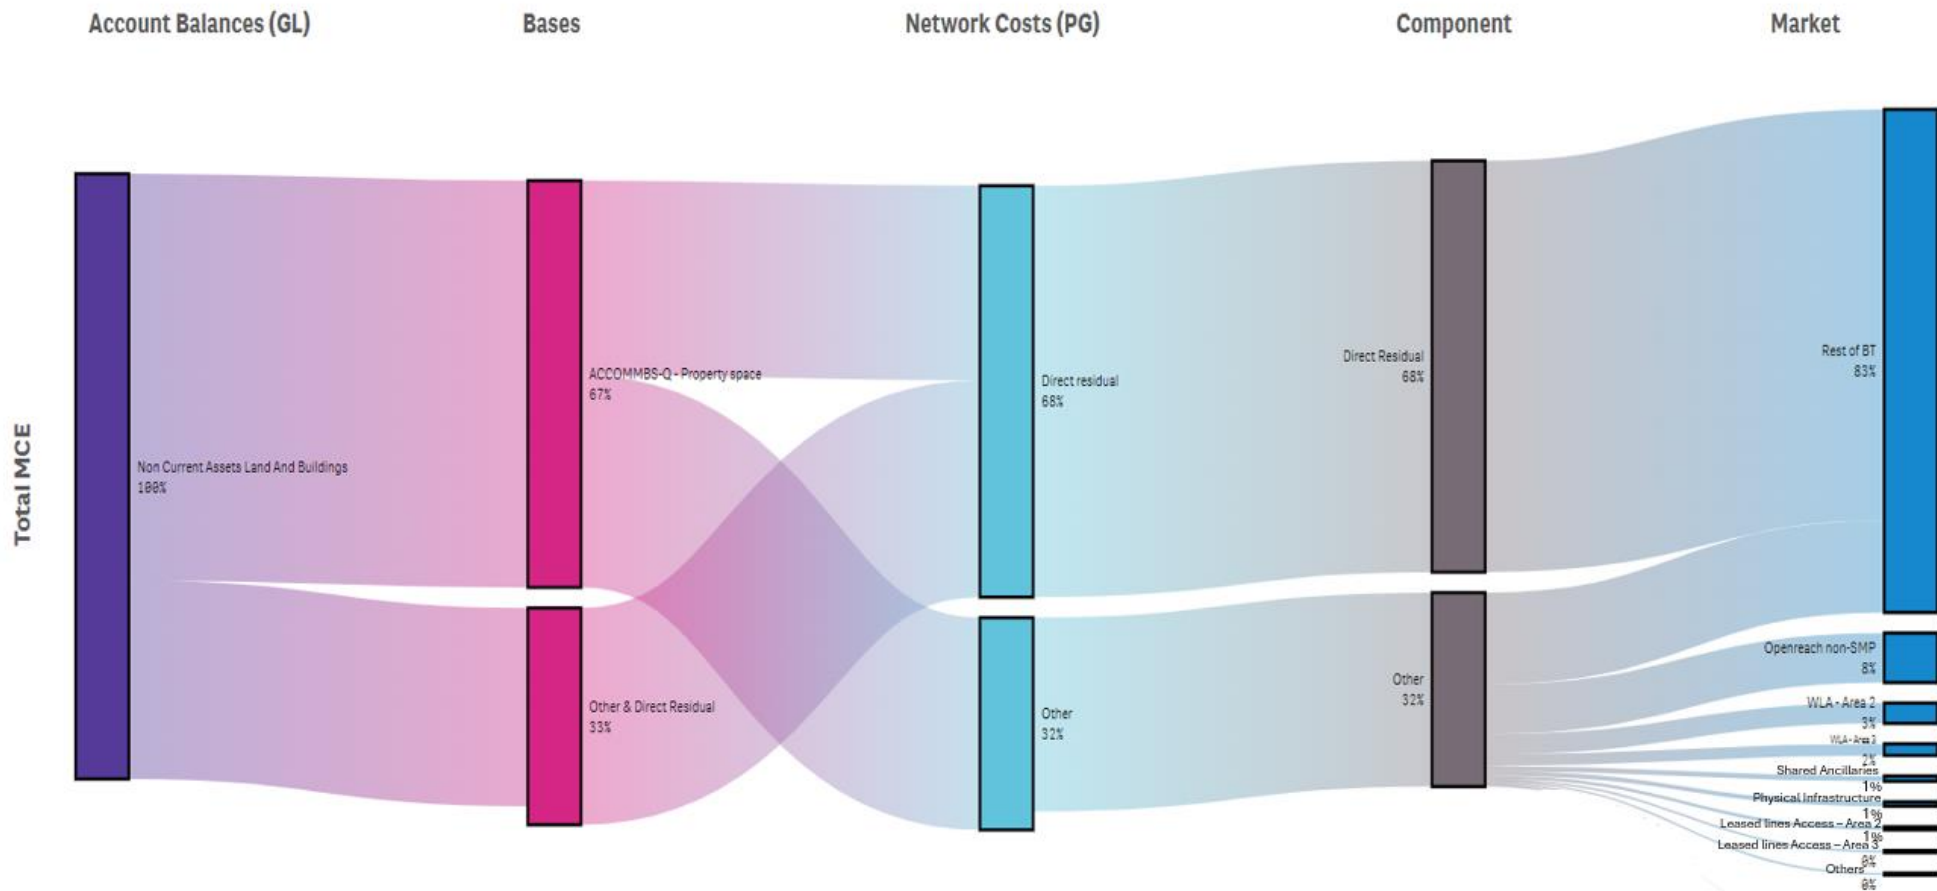 Account Balances (GL)
Bases
Network Costs (PG)
Component
Market
Total MCE
Non Current Assets Land And Buildings
100%
ACCOMMBS-Q - Property space
67%
Other & Direct Residual
33%
Direct residual
68%
Other
32%
Direct Residual
68%
Other
32%
Rest of BT
83%
Openreach non-SMP
8%
WLA - Area 2
3%
WLA - Area 3
2%
Shared Ancillaries
1%
Physical Infrastructure
1%
Leased lines Access – Area 2
1%
Leased lines Access – Area 3
0%
Others
0%